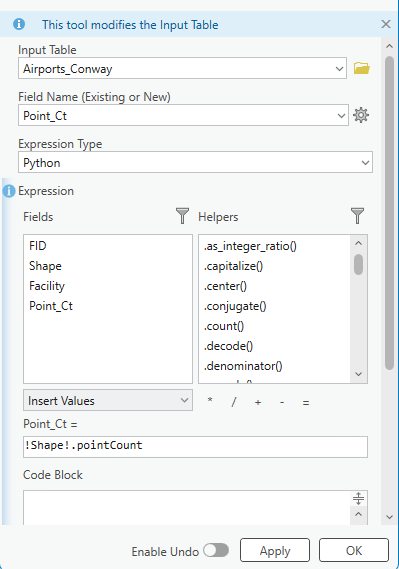 This tool modifies the Input Table
Input Table
Airports_Conway
Field Name (Existing or New)
Point_Ct
Expression Type
Python
Expression
Fields
Helpers
FID
Shape
Facility
Point_Ct
.as_integer_ratio()
.capitalize()
.center()
.conjugate()
.count()
.decode()
.denominator()
Insert Values
* / + - =
Point_Ct =
!Shape!.pointCount
Code Block
Enable Undo
Apply
OK